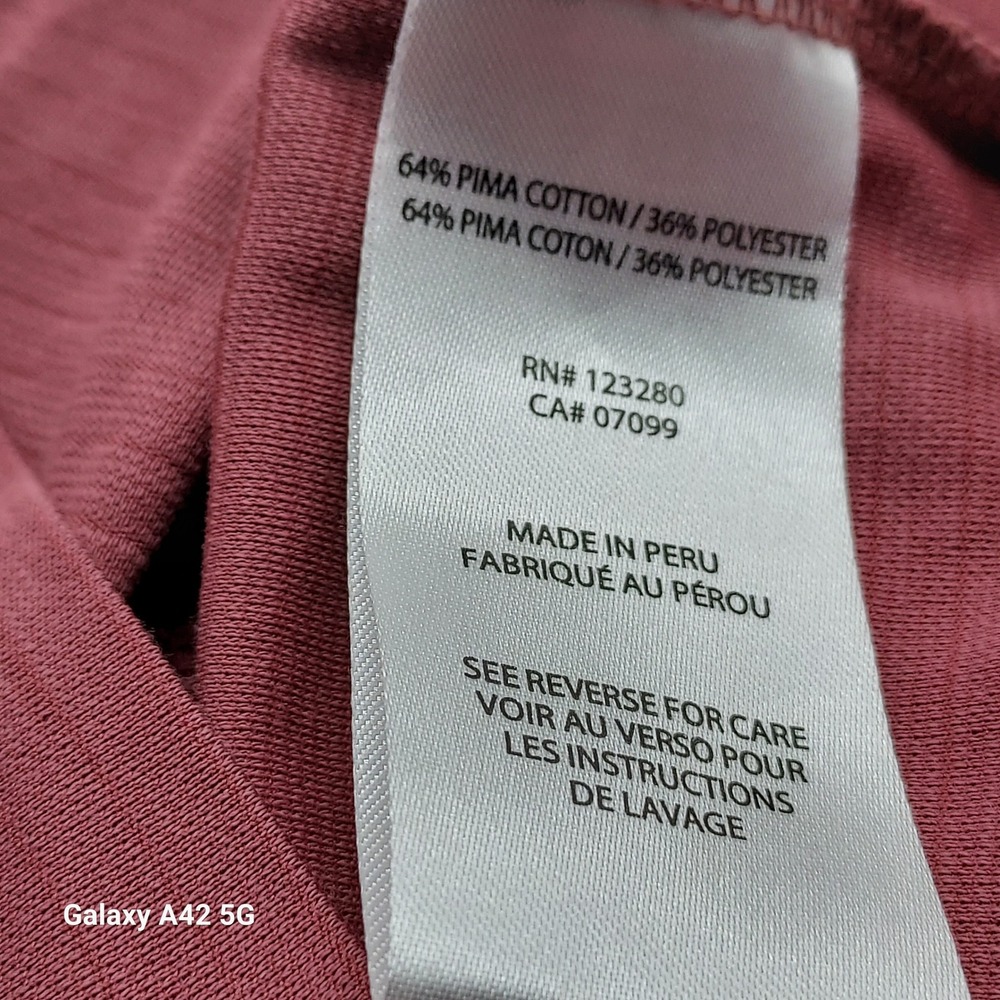 64% PIMA COTTON / 36% POLYESTER
64% PIMA COTON / 36% POLYESTER
RN# 123280
CA# 07099
MADE IN PERU
FABRIQUÉ AU PÉROU
SEE REVERSE FOR CARE
VOIR AU VERSO POUR
LES INSTRUCTIONS
DE LAVAGE
Galaxy A42 5G